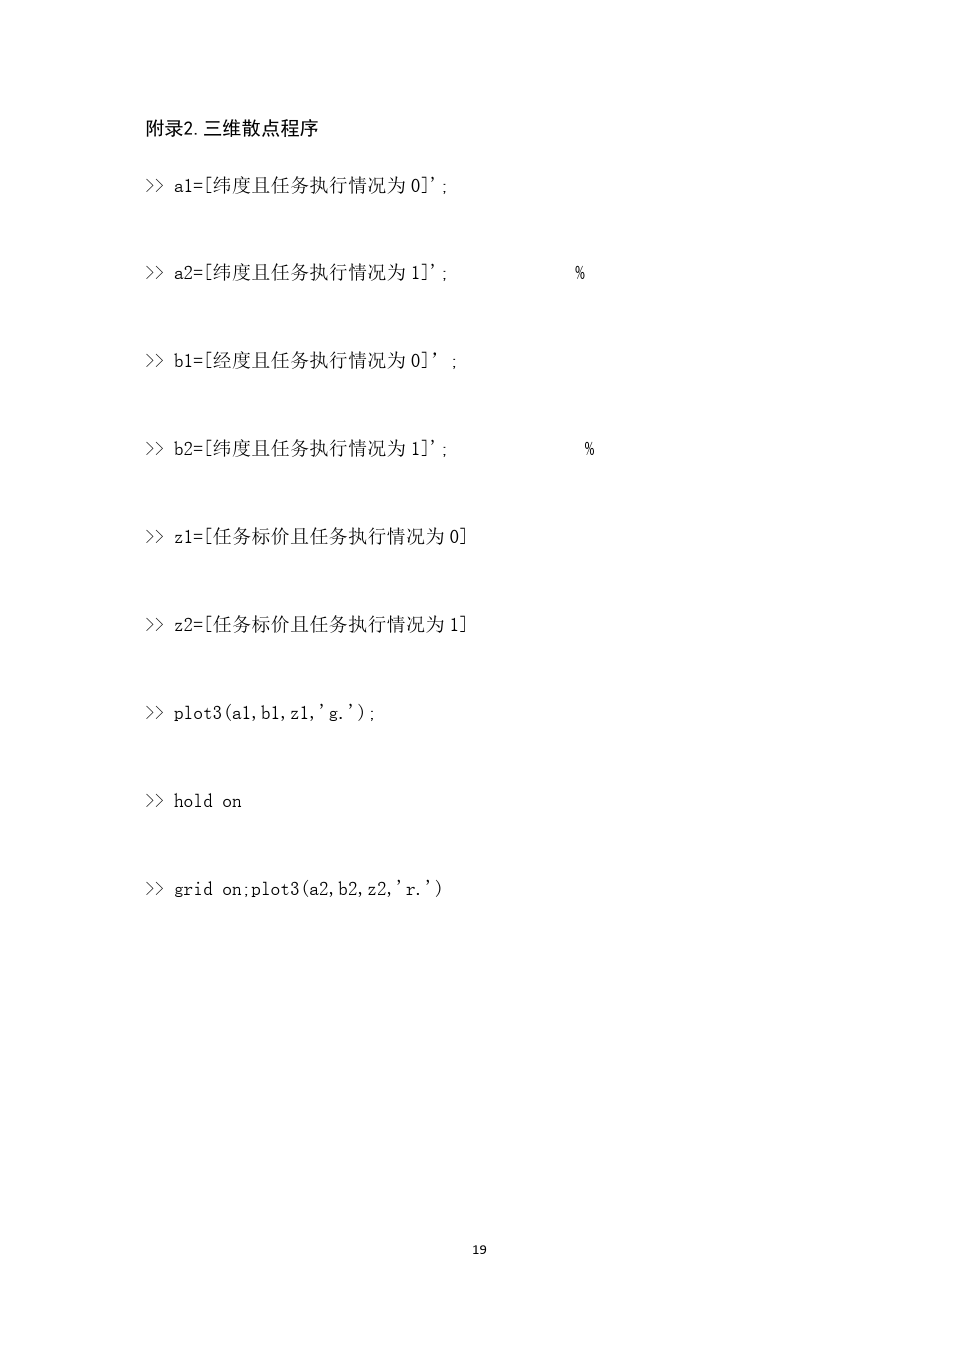 附录2.三维散点程序
>> a1=[纬度且任务执行情况为 0]';
>> a2=[纬度且任务执行情况为 1]'; %
>> b1=[经度且任务执行情况为 0]’ ;
>> b2=[纬度且任务执行情况为 1]'; %
>> z1=[任务标价且任务执行情况为 0]
>> z2=[任务标价且任务执行情况为 1]
>> plot3(a1,b1,z1,'g.');
>> hold on
>> grid on;plot3(a2,b2,z2,'r.')
19